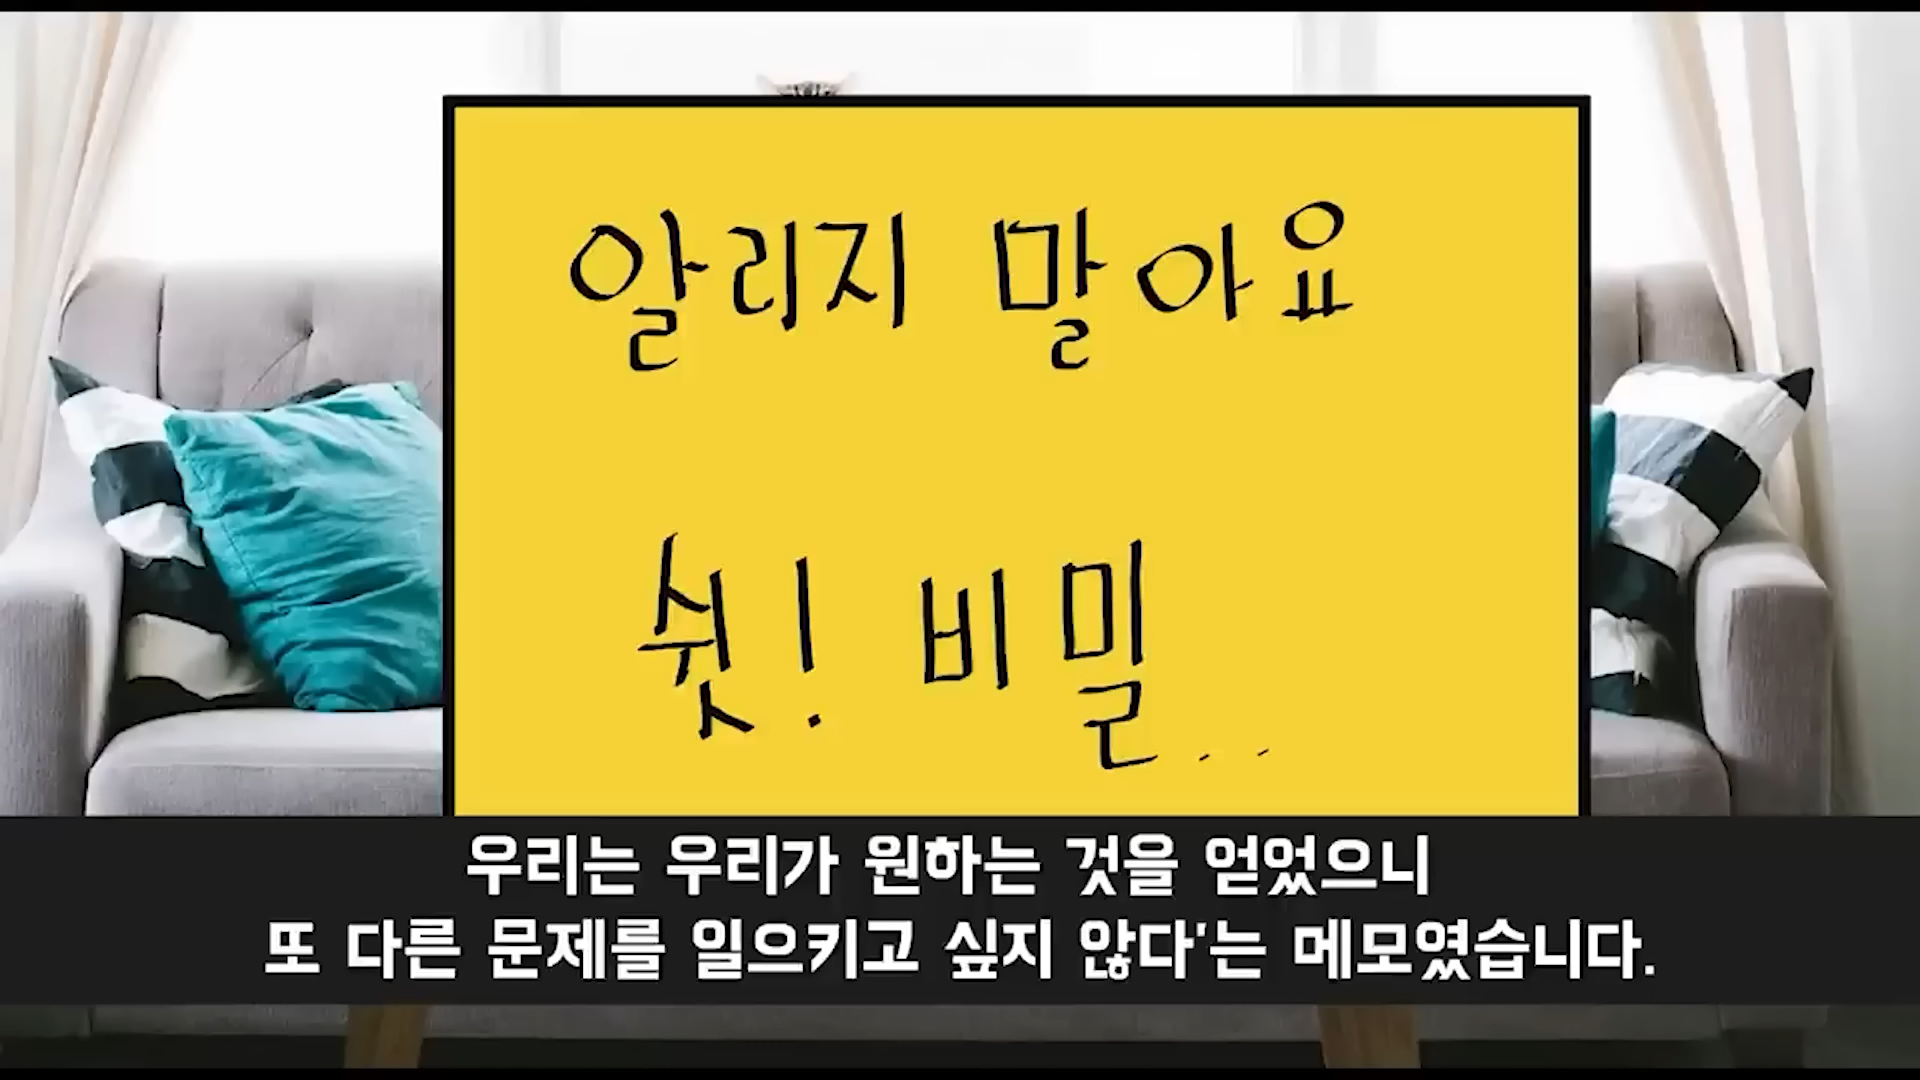 알리지 말아요
쉿! 비밀..
우리는 우리가 원하는 것을 얻었으니
또 다른 문제를 일으키고 싶지 않다'는 메모였습니다.